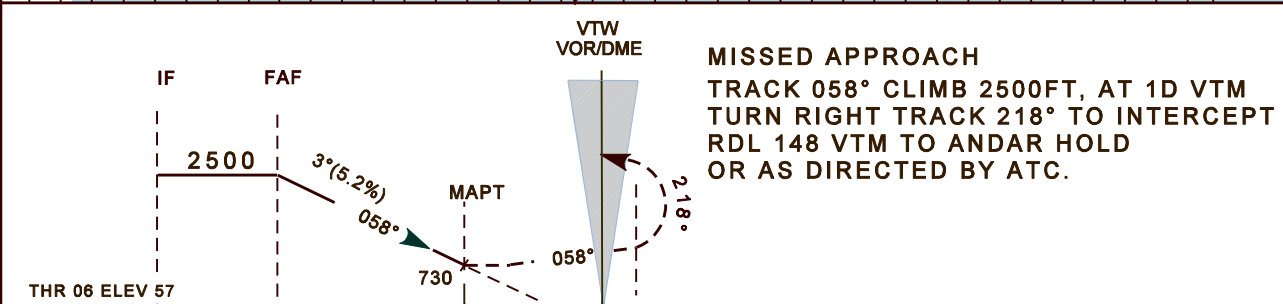 VTW
VOR/DME
IF
FAF
2500
3°(5.2%)
058°
MAPT
730
058°
218°
THR 06 ELEV 57
MISSED APPROACH
TRACK 058° CLIMB 2500FT, AT 1D VTM
TURN RIGHT TRACK 218° TO INTERCEPT
RDL 148 VTM TO ANDAR HOLD
OR AS DIRECTED BY ATC.